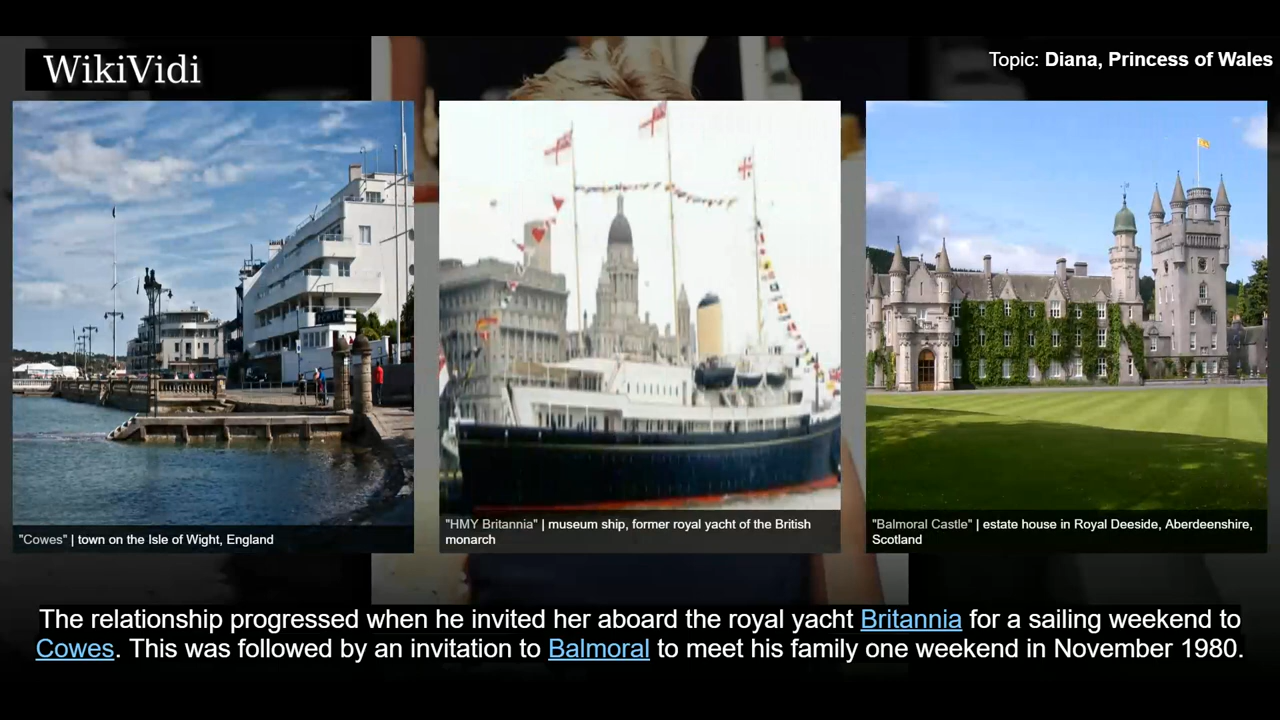 WikiVidi
Topic: Diana, Princess of Wales
"Cowes" | town on the Isle of Wight, England
"HMY Britannia" | museum ship, former royal yacht of the British
monarch
"Balmoral Castle" | estate house in Royal Deeside, Aberdeenshire,
Scotland
The relationship progressed when he invited her aboard the royal yacht Britannia for a sailing weekend to
Cowes. This was followed by an invitation to Balmoral to meet his family one weekend in November 1980.